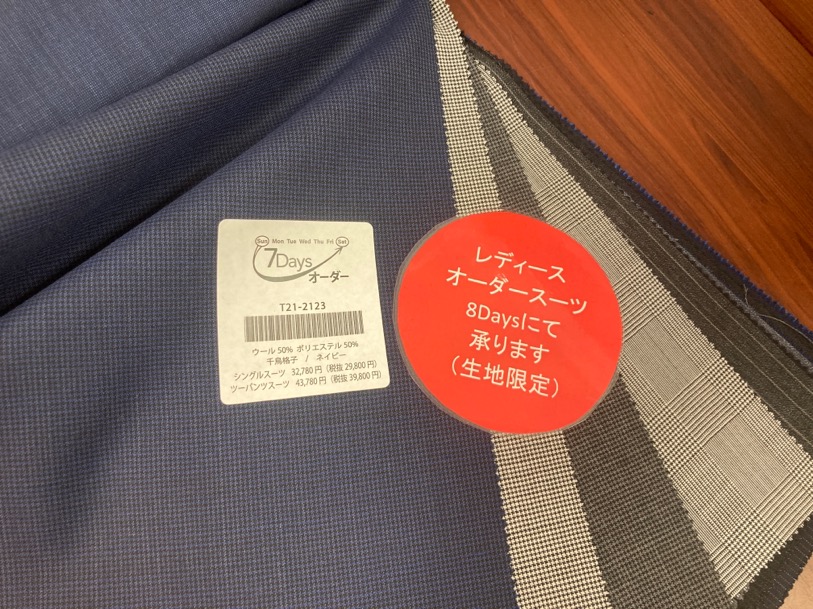 Sun Mon Tue Wed Thu Fri Sat
7Days
オーダー
T21-2123
ウール 50% ポリエステル 50%
千鳥格子 / ネイビー
シングルスーツ 32,780円(税抜 29,800円)
ツーパンツスーツ 43,780円(税抜 39,800円)
レディース
オーダースーツ
8Daysにて
承ります
(生地限定)